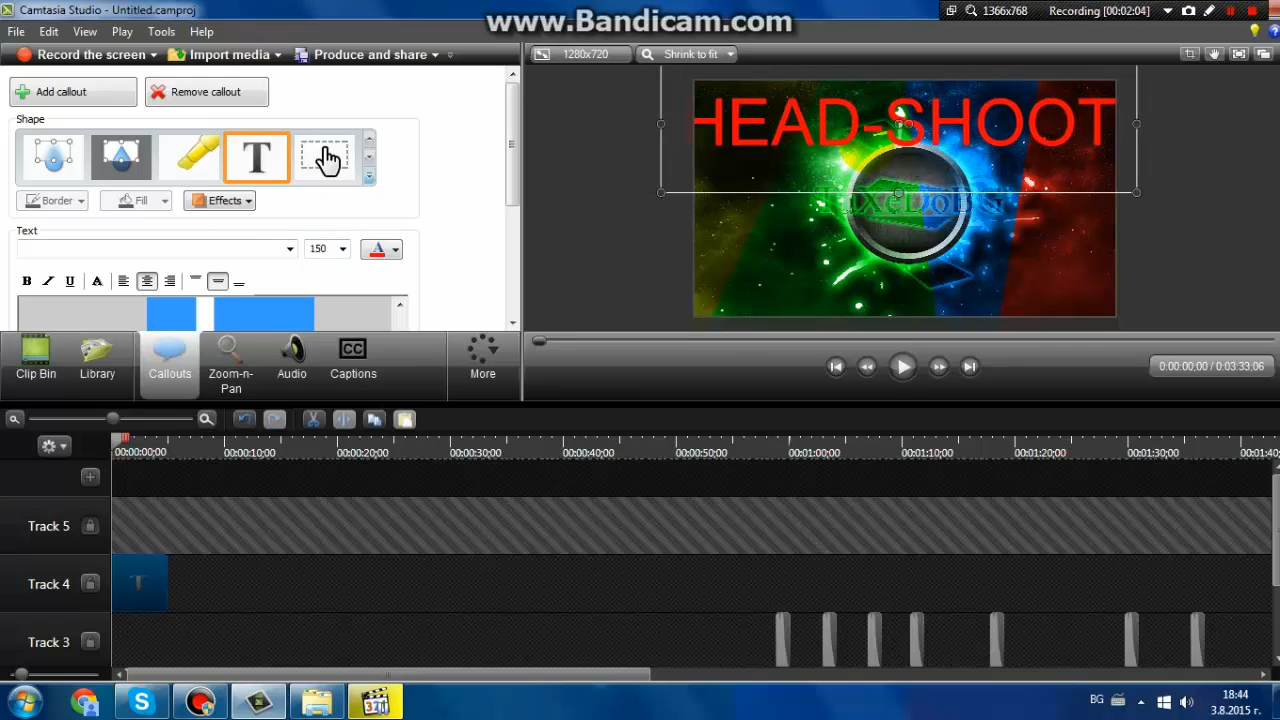 Camtasia Studio - Untitled.camproj
www.Bandicam.com
1366x768
Recording [00:02:04]
File Edit View Play Tools Help
Record the screen Import media Produce and share
1280x720 Shrink to fit
Add callout Remove callout
Shape
Border Fill Effects
Text
150 A
B I U A
HEAD-SHOOT
Clip Bin Library Callouts Zoom-n-Pan Audio Captions More
0:00:00;00 / 0:03:33,06
00:00:00;00 00:00:10;00 00:00:20;00 00:00:30;00 00:00:40;00 00:00:50;00 00:01:00;00 00:01:10;00 00:01:20;00 00:01:30;00 00:01:40;
Track 5
Track 4 T
Track 3
BG
18:44
3.8.2015 г.